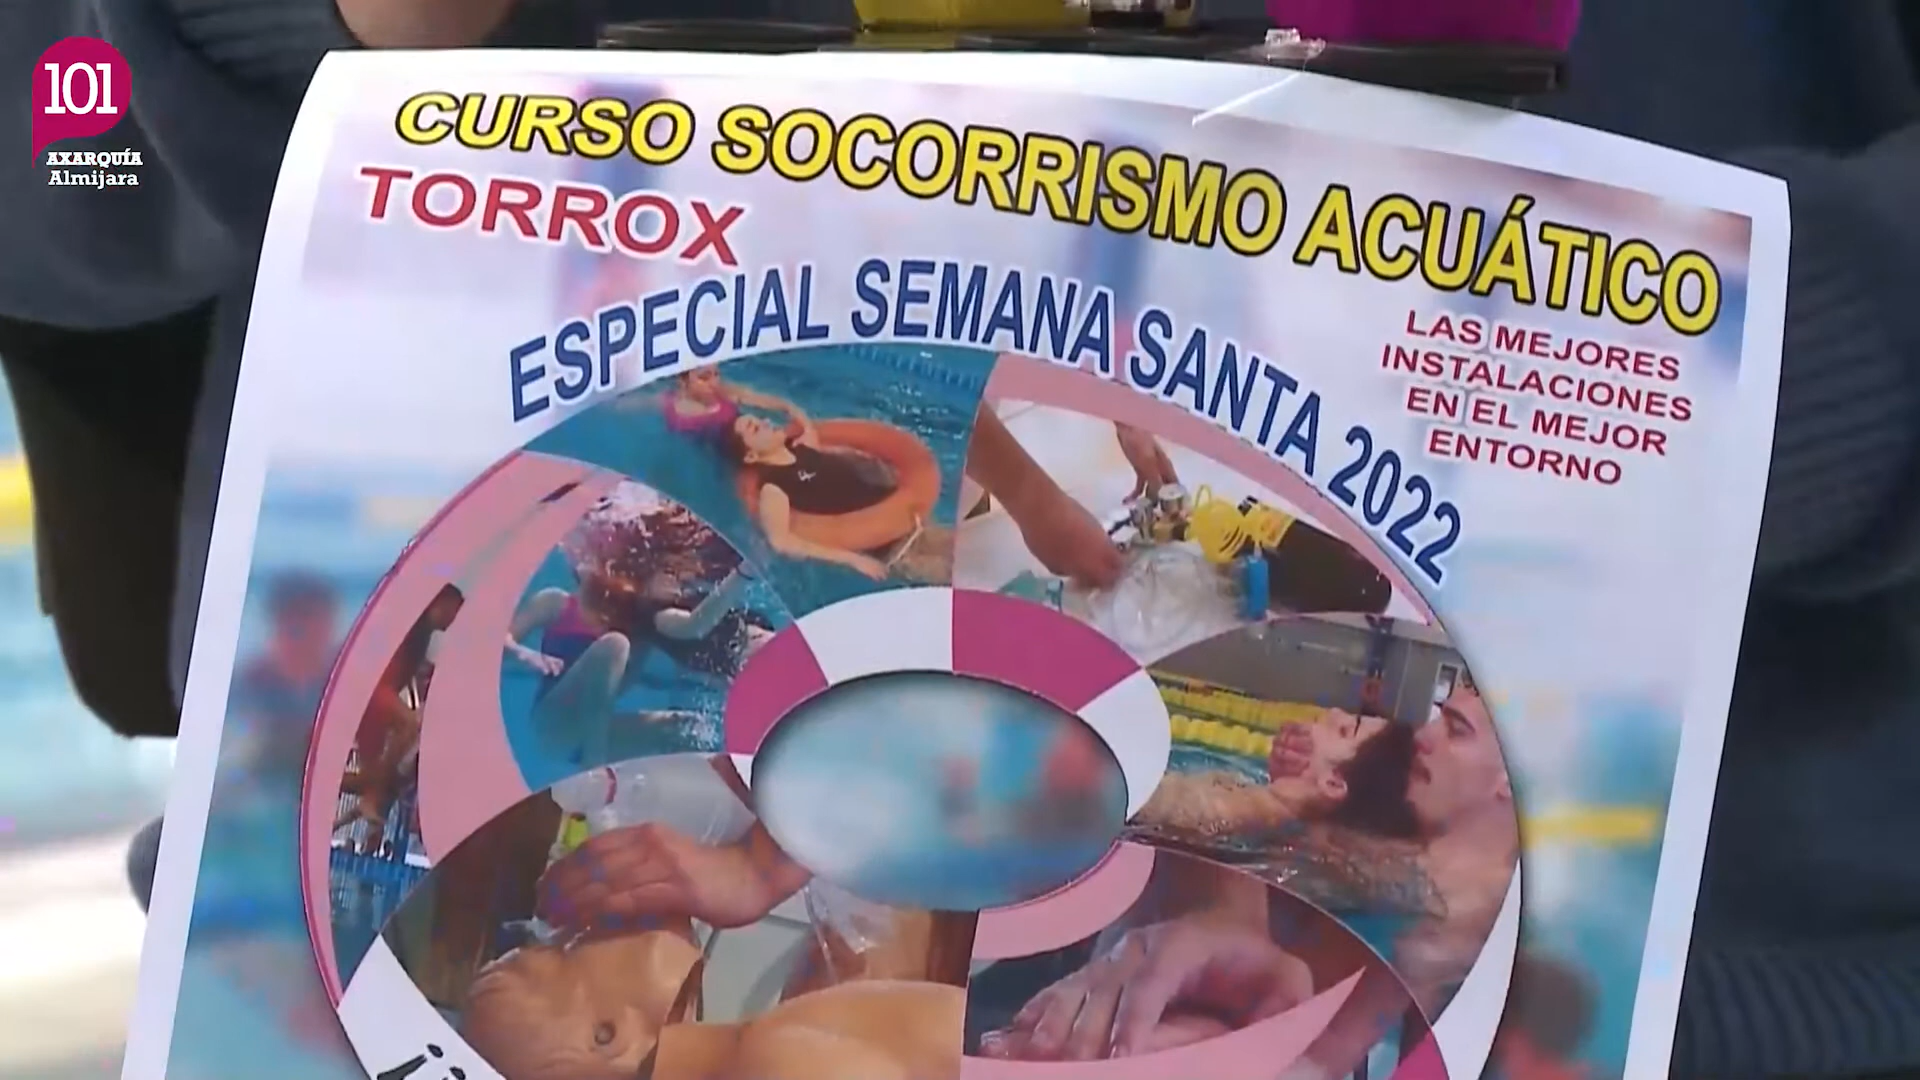 101
AXARQUÍA
Almijara
CURSO SOCORRISMO ACUÁTICO
TORROX
ESPECIAL SEMANA SANTA 2022
LAS MEJORES
INSTALACIONES
EN EL MEJOR
ENTORNO